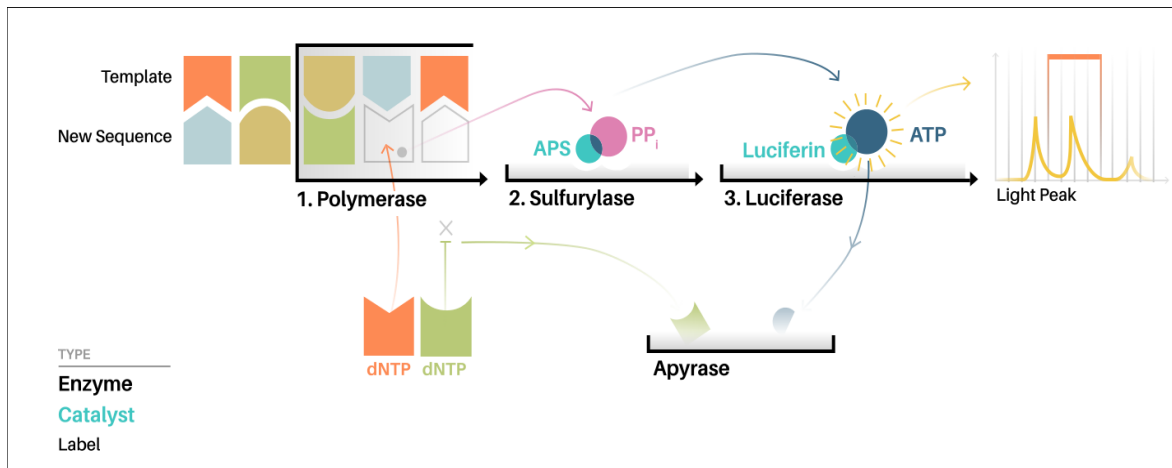 Template
New Sequence
APS
PPi
Luciferin
ATP
1. Polymerase
2. Sulfurylase
3. Luciferase
Light Peak
X
dNTP
dNTP
Apyrase
TYPE
Enzyme
Catalyst
Label